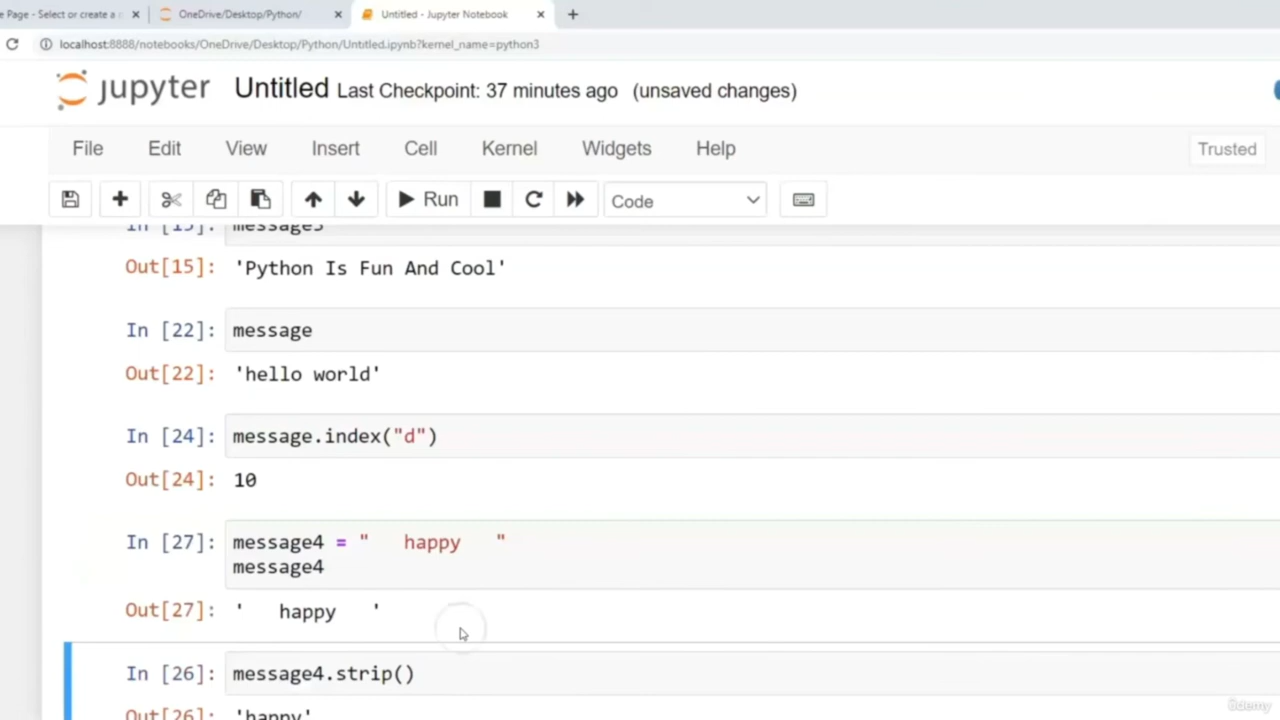 e Page - Select or create a n
OneDrive/Desktop/Python/
Untitled - Jupyter Notebook
localhost:8888/notebooks/OneDrive/Desktop/Python/Untitled.ipynb?kernel_name=python3
jupyter Untitled Last Checkpoint: 37 minutes ago (unsaved changes)
File Edit View Insert Cell Kernel Widgets Help Trusted
Run Code
In [15]: message3
Out[15]: 'Python Is Fun And Cool'
In [22]: message
Out[22]: 'hello world'
In [24]: message.index("d")
Out[24]: 10
In [27]: message4 = "   happy   "
message4
Out[27]: '   happy   '
In [26]: message4.strip()
Out[26]: 'happy'
ûdemy